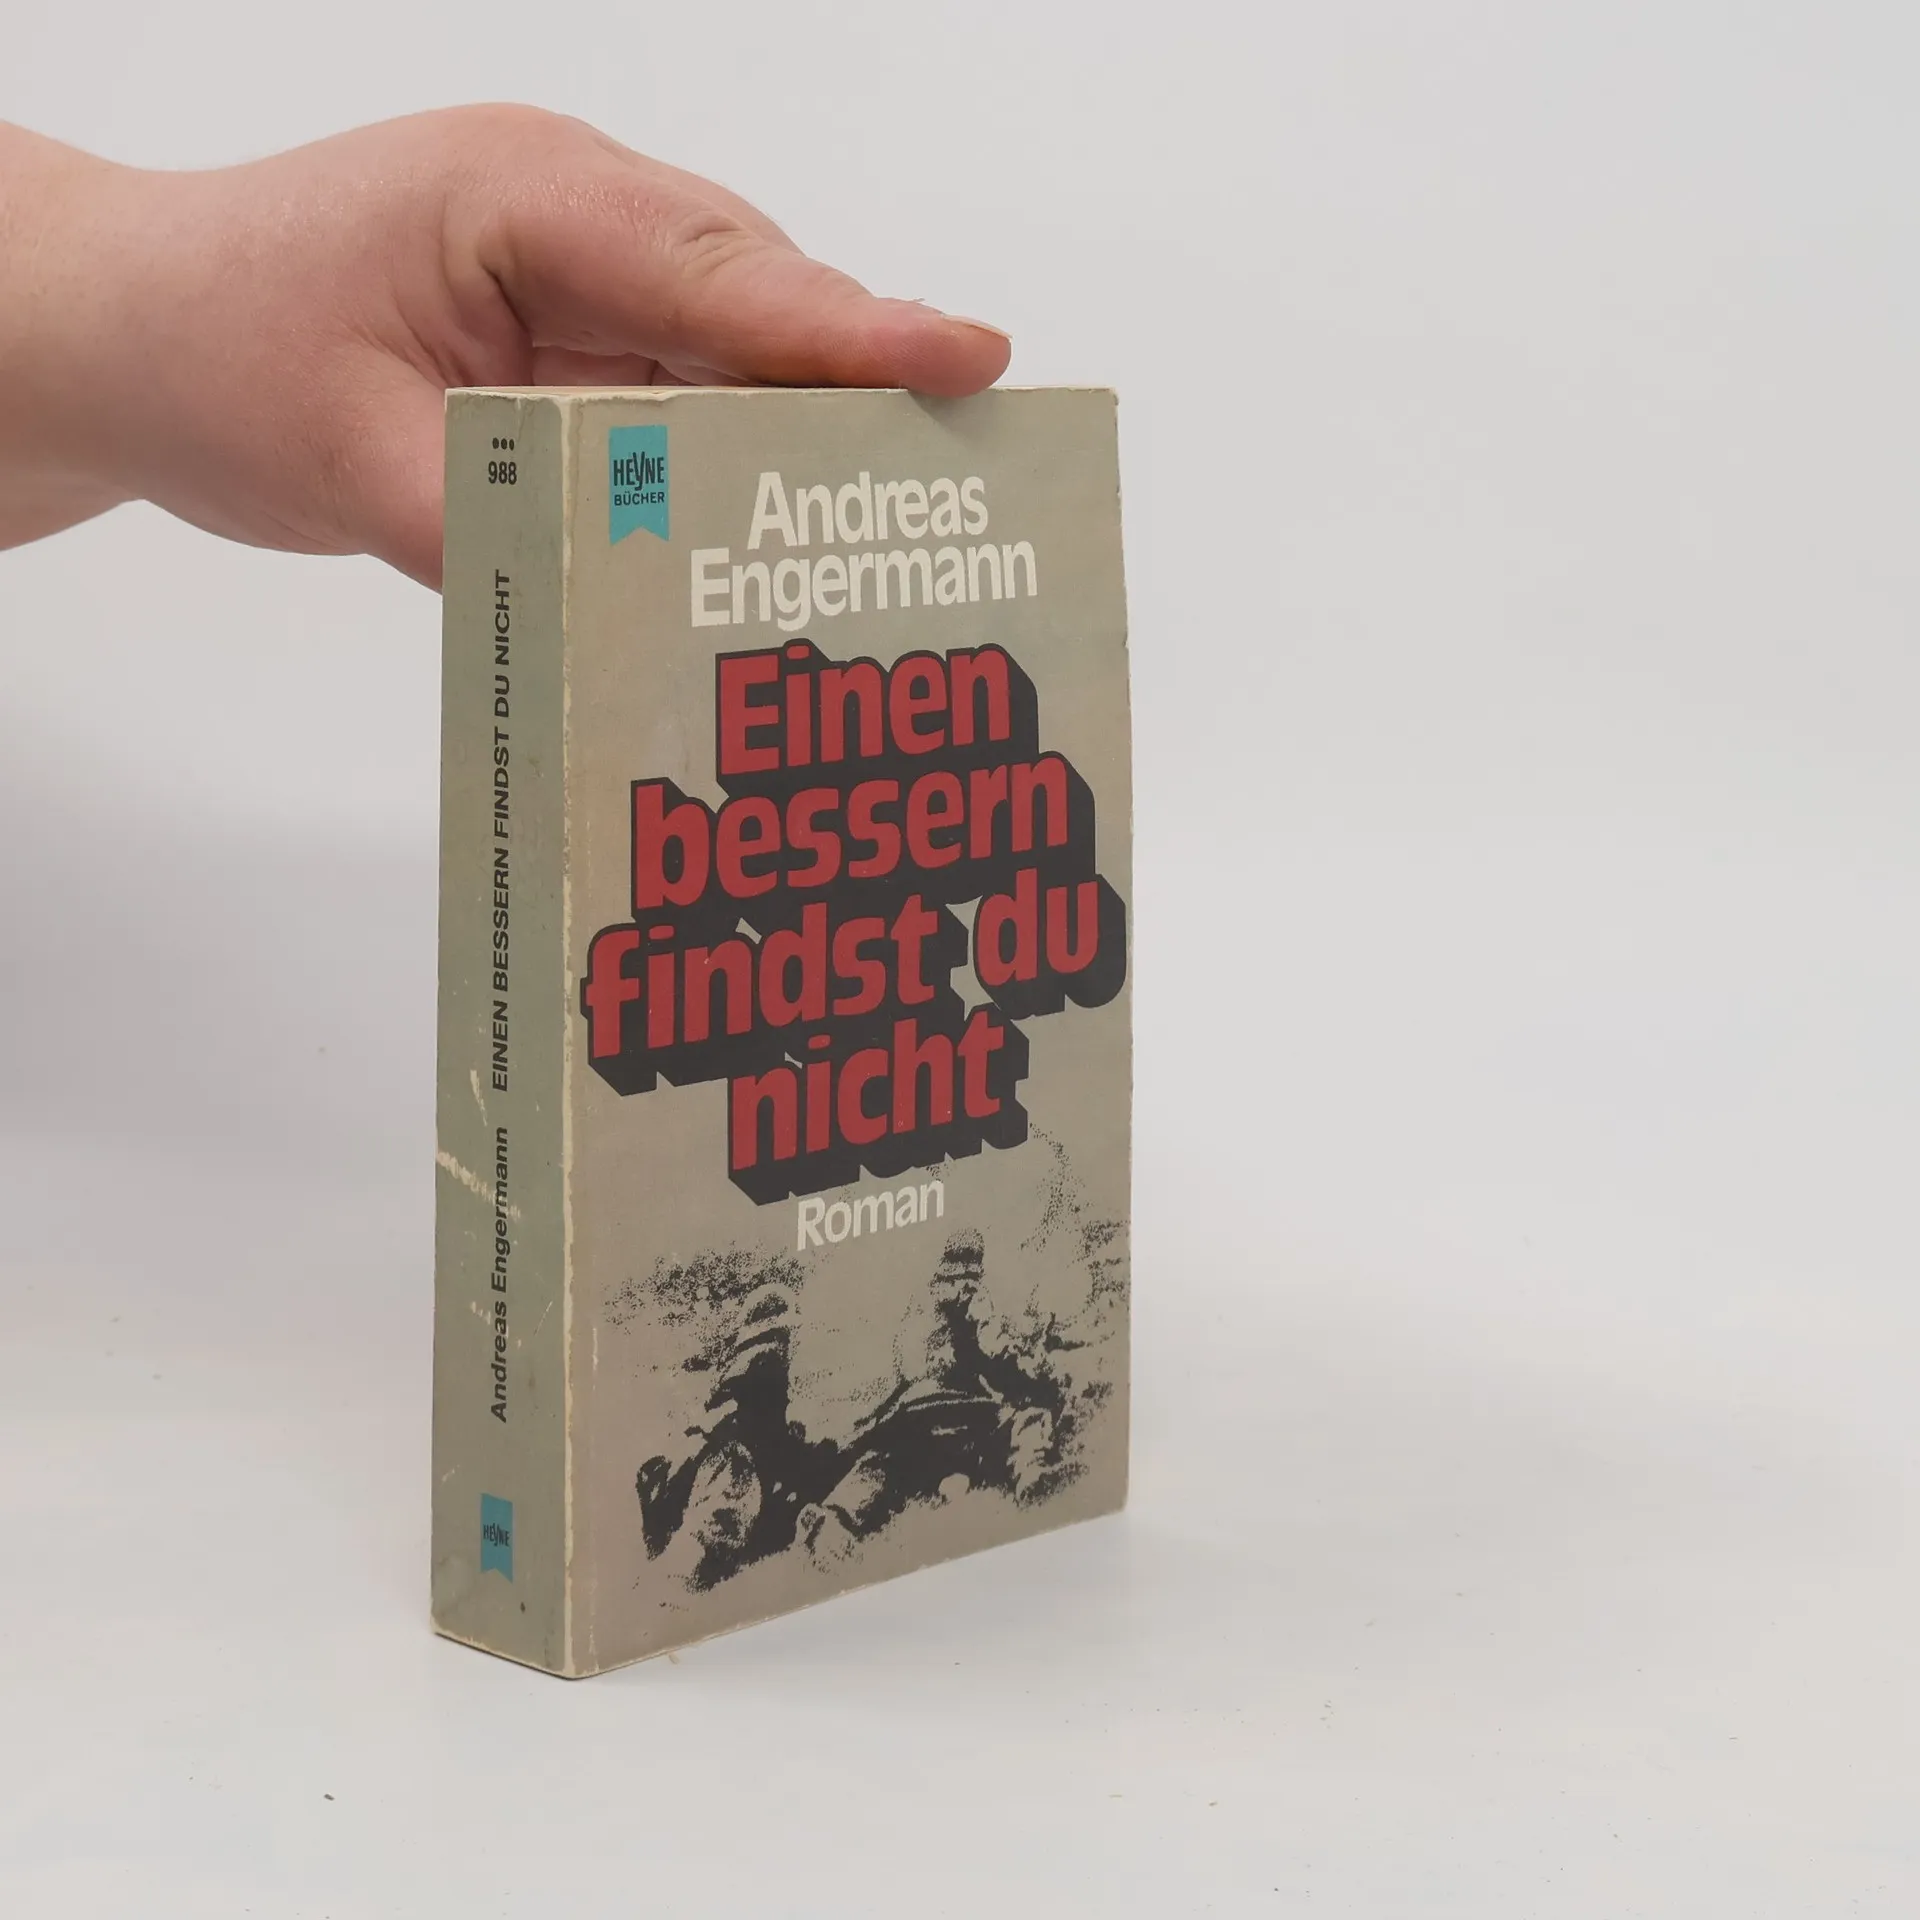 988
EINEN BESSERN FINDST DU NICHT
Andreas Engermann
HEYNE
HEYNE
BÜCHER
Andreas
Engermann
Einen
bessern
findst du
nicht
Roman